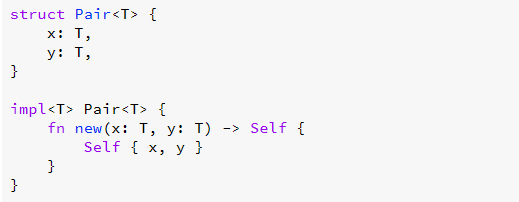 struct Pair<T> {
    x: T,
    y: T,
}

impl<T> Pair<T> {
    fn new(x: T, y: T) -> Self {
        Self { x, y }
    }
}